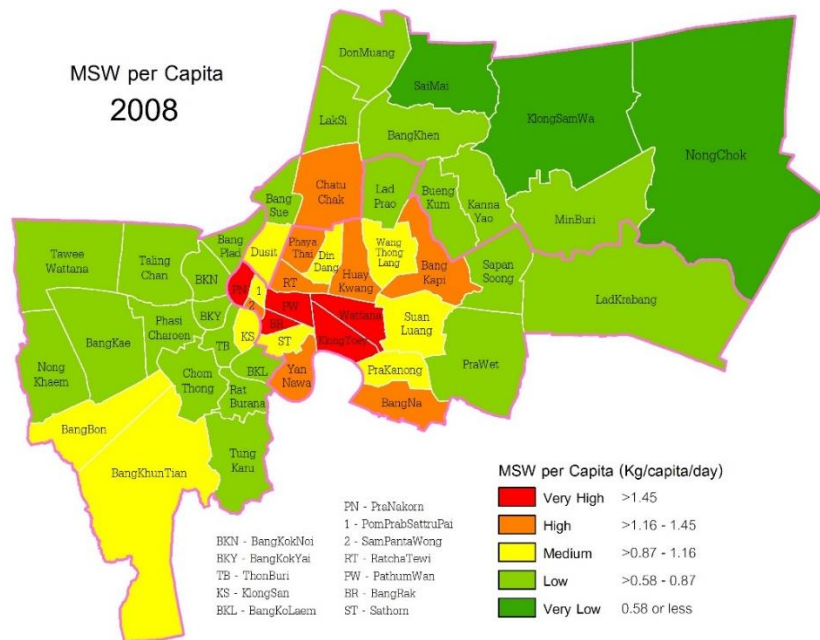 MSW per Capita
2008
DonMuang
SaiMai
LakSi
BangKhen
KlongSamWa
NongChok
Chatu
Chak
Lad
Prao
Bueng
Kum
Kanna
Yao
MinBuri
Bang
Sue
Bang
Plad
Dusit
Phaya
Thai
Din
Dang
Huay
Kwang
Wang
Thong
Lang
Bang
Kapi
Sapan
Soong
LadKrabang
Tawee
Wattana
Taling
Chan
BKN
PN
1
2
RT
PW
Wattana
Suan
Luang
BangKae
Phasi
Charoen
BKY
BR
KlongToey
KS
ST
TB
Nong
Khaem
Chom
Thong
BKL
Yan
Nawa
PraKanong
PraWet
Rat
Burana
BangNa
BangBon
BangKhunTian
Tung
Karu
MSW per Capita (Kg/capita/day)
Very High >1.45
High >1.16 - 1.45
Medium >0.87 - 1.16
Low >0.58 - 0.87
Very Low 0.58 or less
BKN - BangKokNoi
BKY - BangKokYai
TB - ThonBuri
KS - KlongSan
BKL - BangKoLaem
PN - PraNakorn
1 - PomPrabSattruPai
2 - SamPantaWong
RT - RatchaTewi
PW - PathumWan
BR - BangRak
ST - Sathorn